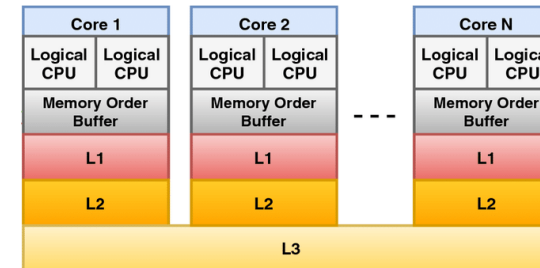 Core 1
Core 2
Core N
Logical CPU
Logical CPU
Logical CPU
Logical CPU
Logical CPU
Memory Order Buffer
Memory Order Buffer
Memory Order Buffer
L1
L1
L1
L2
L2
L2
L3